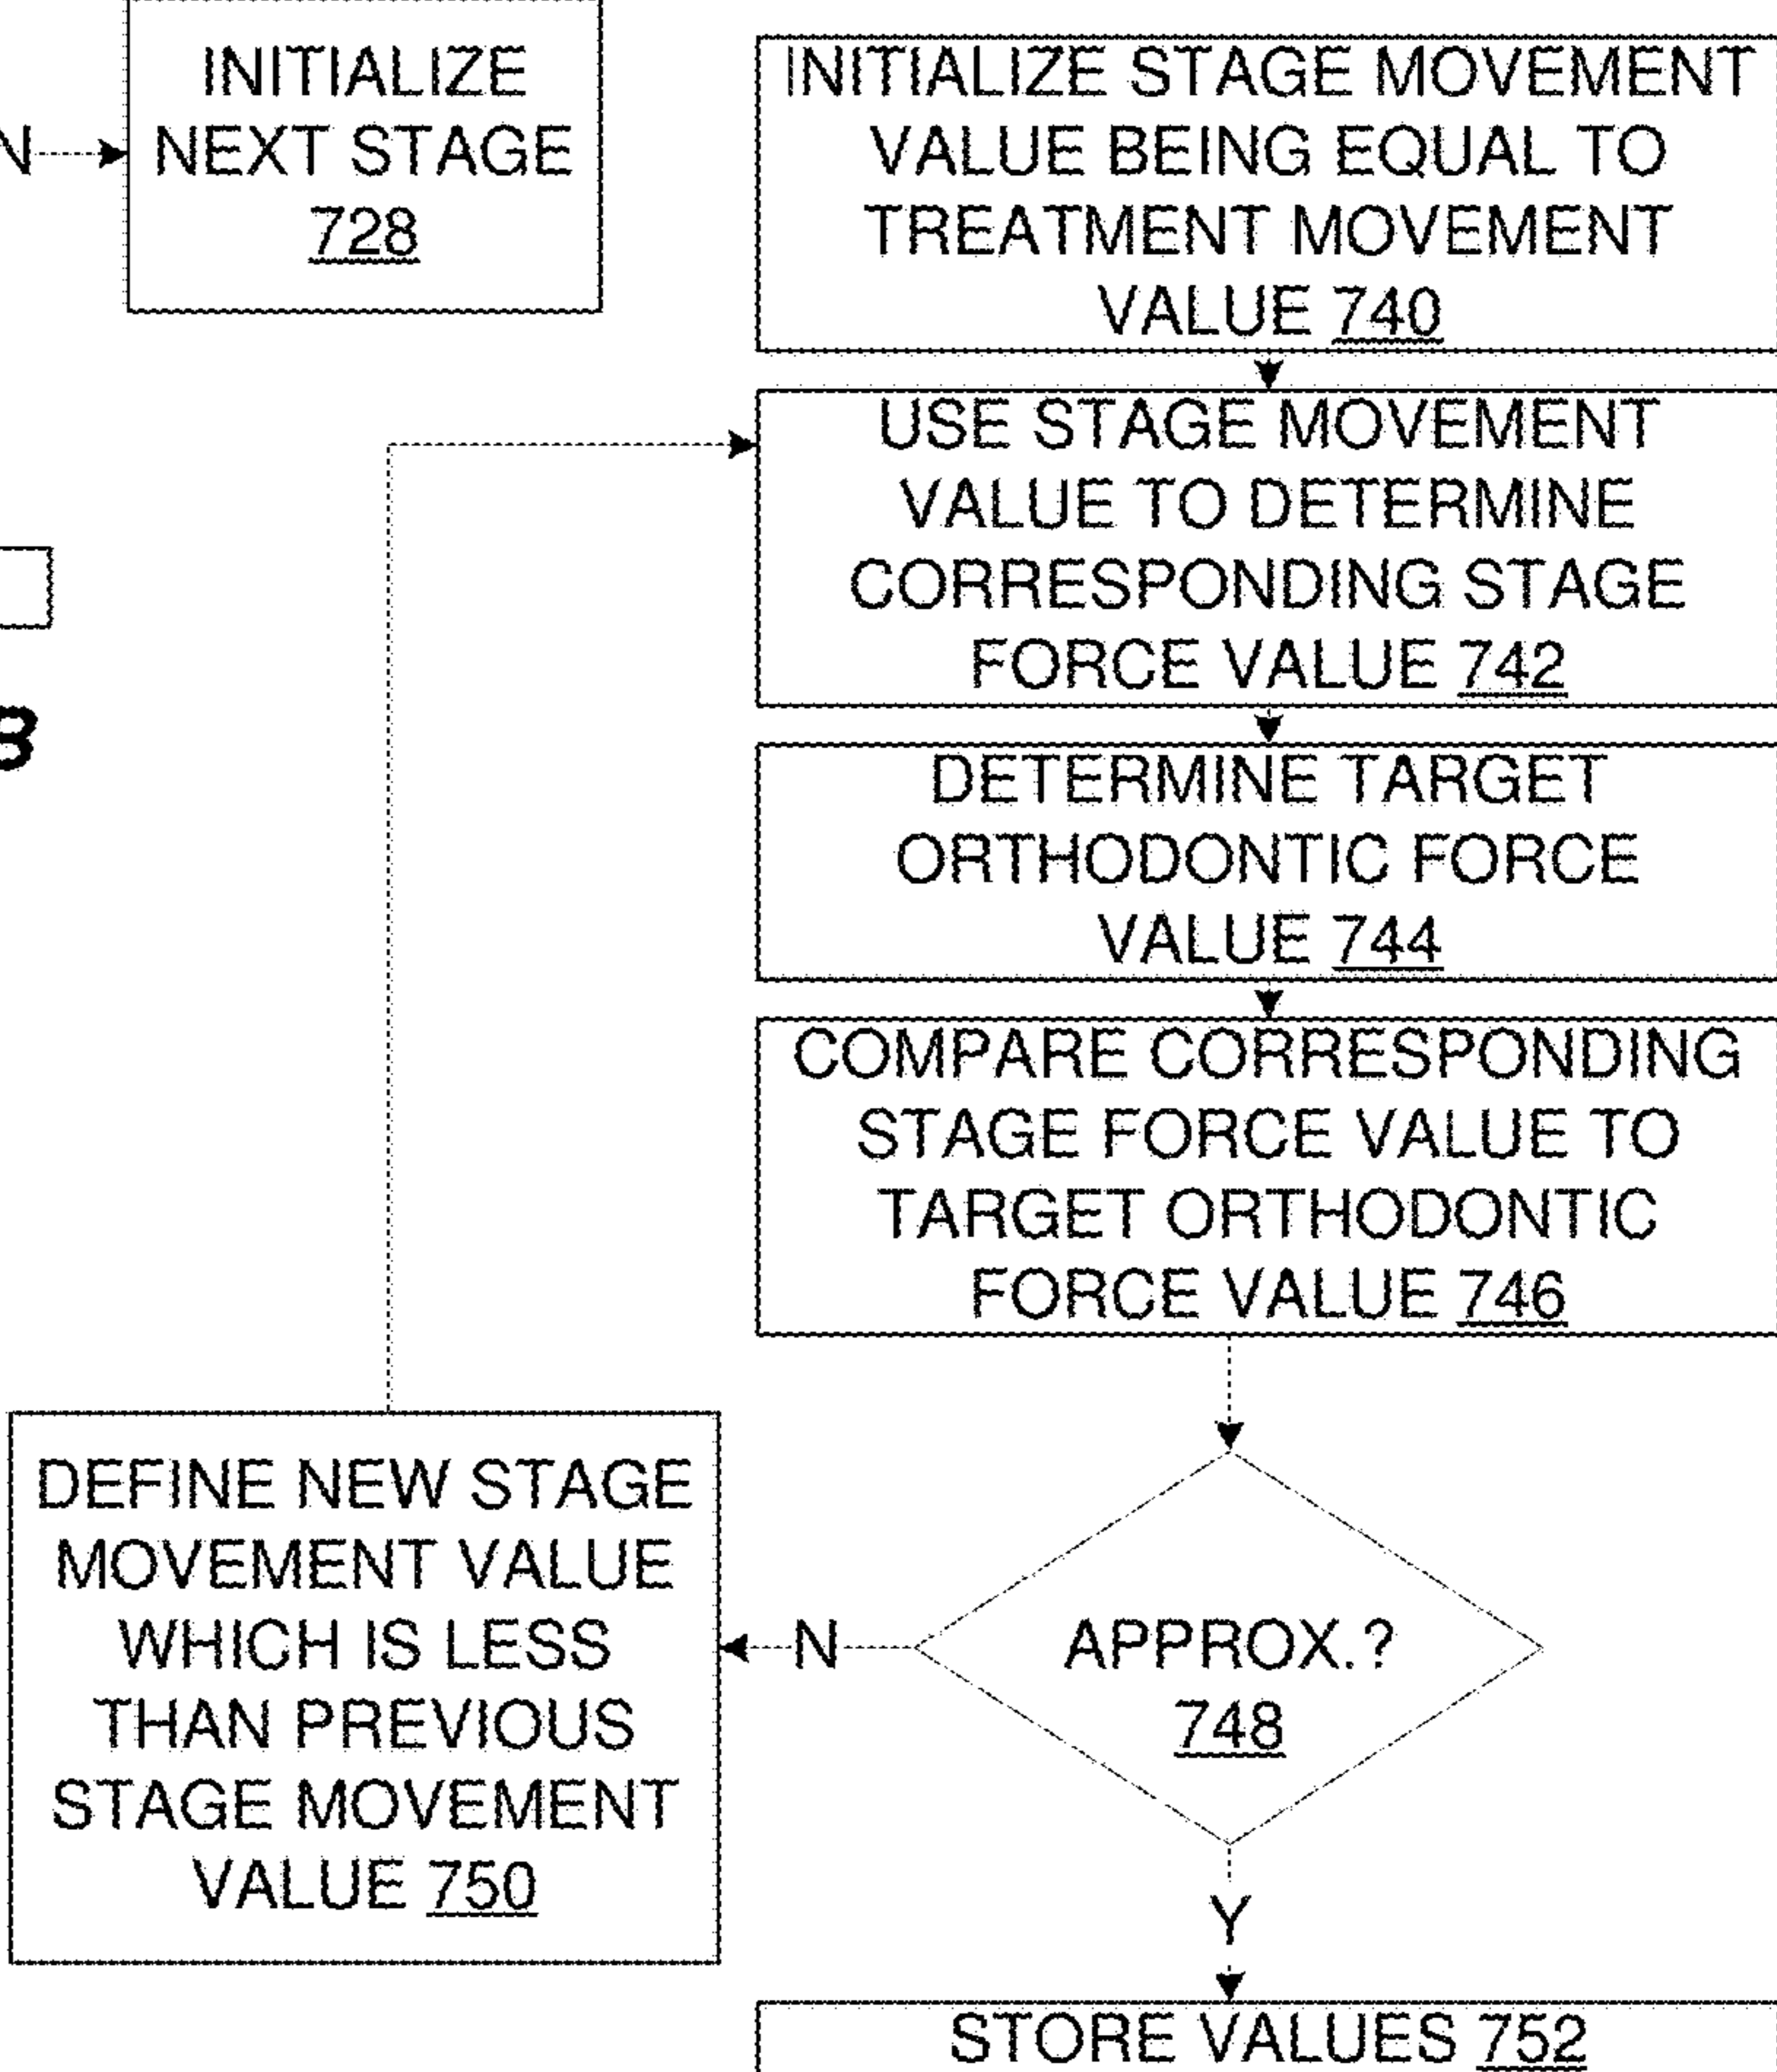 INITIALIZE
NEXT STAGE
728
N
B
INITIALIZE STAGE MOVEMENT
VALUE BEING EQUAL TO
TREATMENT MOVEMENT
VALUE 740
USE STAGE MOVEMENT
VALUE TO DETERMINE
CORRESPONDING STAGE
FORCE VALUE 742
DETERMINE TARGET
ORTHODONTIC FORCE
VALUE 744
COMPARE CORRESPONDING
STAGE FORCE VALUE TO
TARGET ORTHODONTIC
FORCE VALUE 746
APPROX.?
748
N
DEFINE NEW STAGE
MOVEMENT VALUE
WHICH IS LESS
THAN PREVIOUS
STAGE MOVEMENT
VALUE 750
Y
STORE VALUES 752